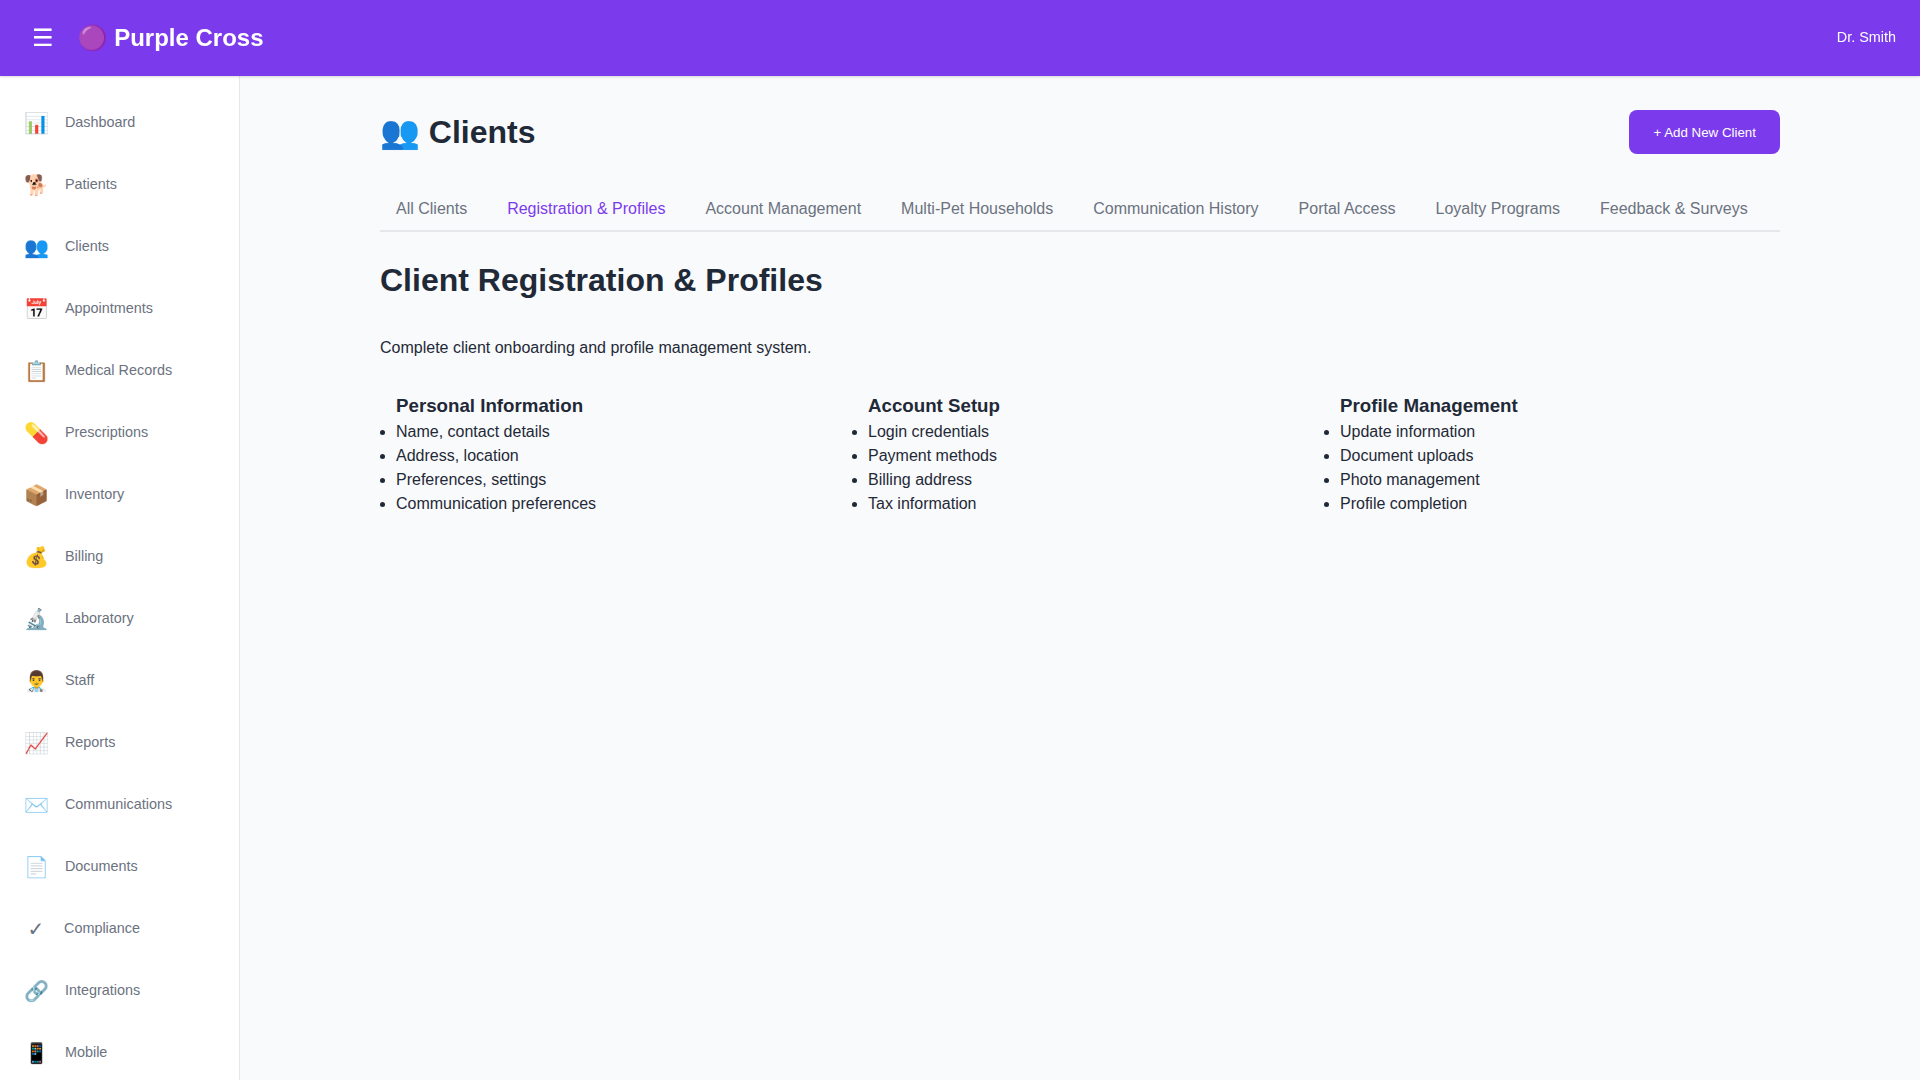 ☰
Purple Cross
Dr. Smith
Dashboard
Patients
Clients
Appointments
Medical Records
Prescriptions
Inventory
Billing
Laboratory
Staff
Reports
Communications
Documents
✓ Compliance
Integrations
Mobile
Clients
+ Add New Client
All Clients
Registration & Profiles
Account Management
Multi-Pet Households
Communication History
Portal Access
Loyalty Programs
Feedback & Surveys
Client Registration & Profiles
Complete client onboarding and profile management system.
Personal Information
• Name, contact details
• Address, location
• Preferences, settings
• Communication preferences
Account Setup
• Login credentials
• Payment methods
• Billing address
• Tax information
Profile Management
• Update information
• Document uploads
• Photo management
• Profile completion